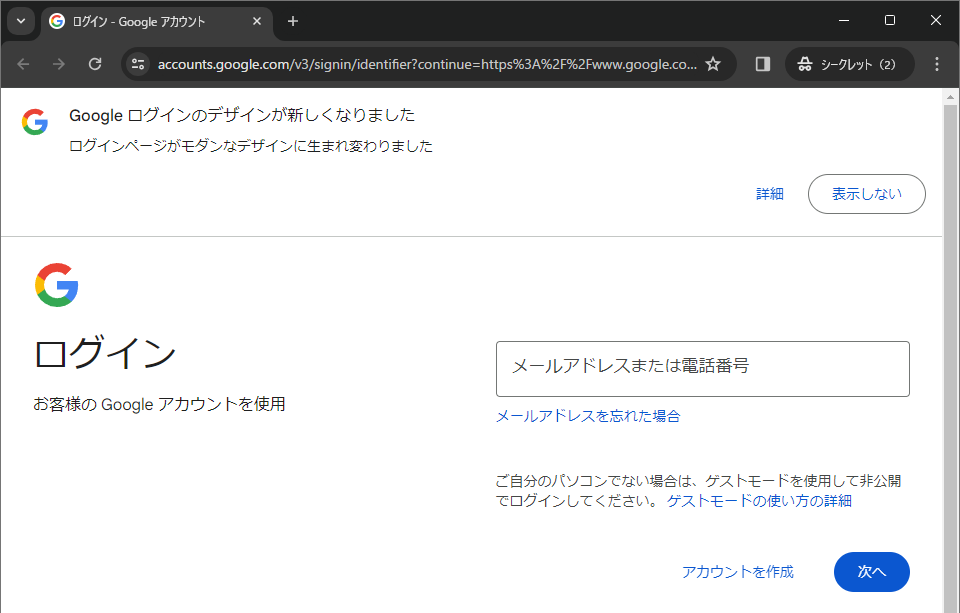 ログイン - Google アカウント
accounts.google.com/v3/signin/identifier?continue=https%3A%2F%2Fwww.google.co...
シークレット（2）
Google ログインのデザインが新しくなりました
ログインページがモダンなデザインに生まれ変わりました
詳細
表示しない
ログイン
お客様の Google アカウントを使用
メールアドレスまたは電話番号
メールアドレスを忘れた場合
ご自分のパソコンでない場合は、ゲストモードを使用して非公開
でログインしてください。 ゲストモードの使い方の詳細
アカウントを作成
次へ